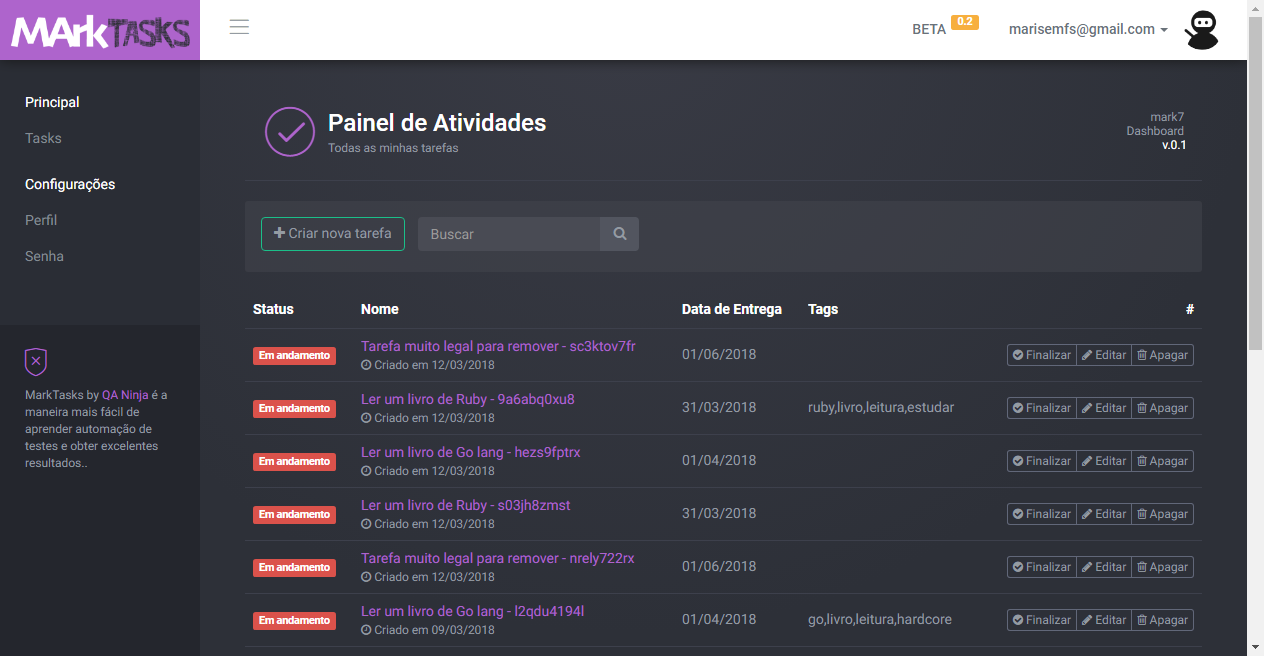 MArkTASKS
BETA 0.2
marisemfs@gmail.com
Principal
Tasks
Configurações
Perfil
Senha
MarkTasks by QA Ninja é a
maneira mais fácil de
aprender automação de
testes e obter excelentes
resultados..
Painel de Atividades
Todas as minhas tarefas
mark7
Dashboard
v.0.1
Criar nova tarefa
Buscar
Status Nome Data de Entrega Tags #
Em andamento Tarefa muito legal para remover - sc3ktov7fr 01/06/2018 Finalizar Editar Apagar
Criado em 12/03/2018
Em andamento Ler um livro de Ruby - 9a6abq0xu8 31/03/2018 ruby,livro,leitura,estudar Finalizar Editar Apagar
Criado em 12/03/2018
Em andamento Ler um livro de Go lang - hezs9fptrx 01/04/2018 Finalizar Editar Apagar
Criado em 12/03/2018
Em andamento Ler um livro de Ruby - s03jh8zmst 31/03/2018 Finalizar Editar Apagar
Criado em 12/03/2018
Em andamento Tarefa muito legal para remover - nrely722rx 01/06/2018 Finalizar Editar Apagar
Criado em 12/03/2018
Em andamento Ler um livro de Go lang - l2qdu4194l 01/04/2018 go,livro,leitura,hardcore Finalizar Editar Apagar
Criado em 09/03/2018